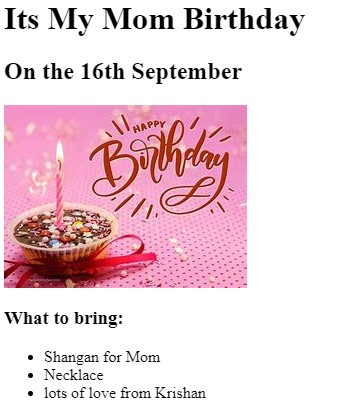 Its My Mom Birthday
On the 16th September
HAPPY
Birthday
What to bring:
Shangan for Mom
Necklace
lots of love from Krishan